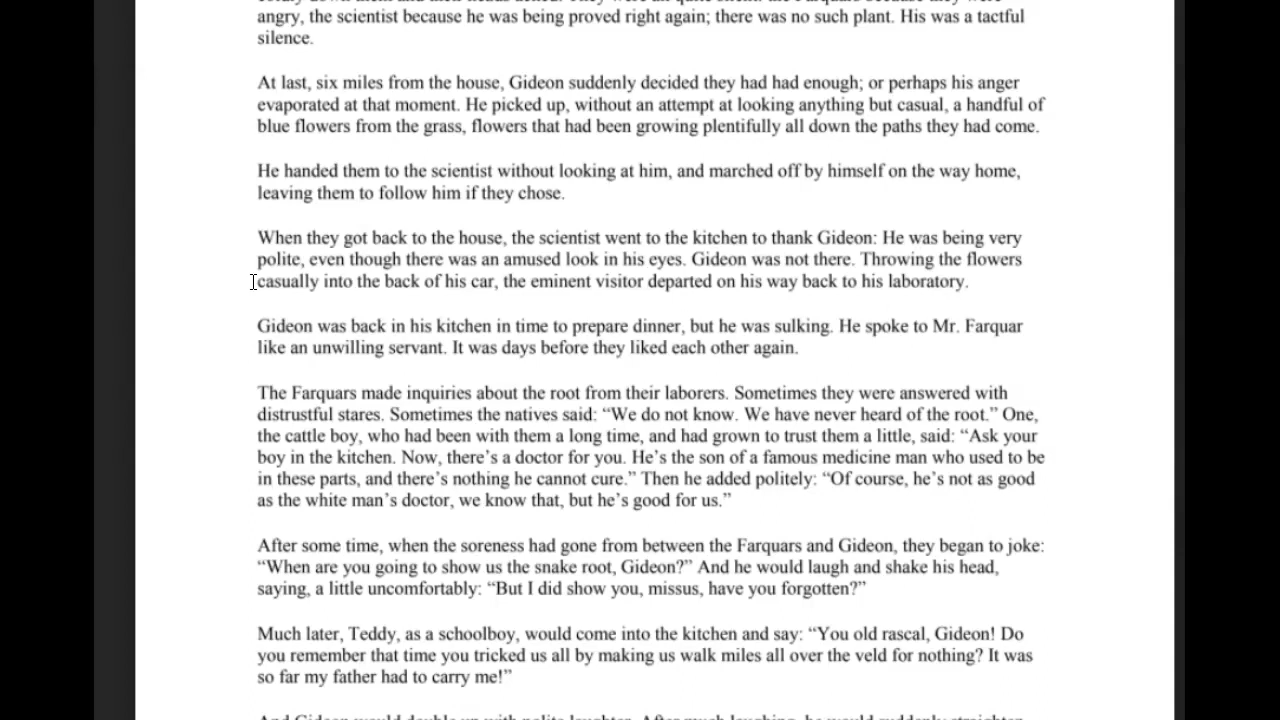 angry, the scientist because he was being proved right again; there was no such plant. His was a tactful
silence.
At last, six miles from the house, Gideon suddenly decided they had had enough; or perhaps his anger
evaporated at that moment. He picked up, without an attempt at looking anything but casual, a handful of
blue flowers from the grass, flowers that had been growing plentifully all down the paths they had come.
He handed them to the scientist without looking at him, and marched off by himself on the way home,
leaving them to follow him if they chose.
When they got back to the house, the scientist went to the kitchen to thank Gideon: He was being very
polite, even though there was an amused look in his eyes. Gideon was not there. Throwing the flowers
casually into the back of his car, the eminent visitor departed on his way back to his laboratory.
Gideon was back in his kitchen in time to prepare dinner, but he was sulking. He spoke to Mr. Farquar
like an unwilling servant. It was days before they liked each other again.
The Farquars made inquiries about the root from their laborers. Sometimes they were answered with
distrustful stares. Sometimes the natives said: “We do not know. We have never heard of the root.” One,
the cattle boy, who had been with them a long time, and had grown to trust them a little, said: “Ask your
boy in the kitchen. Now, there’s a doctor for you. He’s the son of a famous medicine man who used to be
in these parts, and there’s nothing he cannot cure.” Then he added politely: “Of course, he’s not as good
as the white man’s doctor, we know that, but he’s good for us.”
After some time, when the soreness had gone from between the Farquars and Gideon, they began to joke:
“When are you going to show us the snake root, Gideon?” And he would laugh and shake his head,
saying, a little uncomfortably: “But I did show you, missus, have you forgotten?”
Much later, Teddy, as a schoolboy, would come into the kitchen and say: “You old rascal, Gideon! Do
you remember that time you tricked us all by making us walk miles all over the veld for nothing? It was
so far my father had to carry me!”